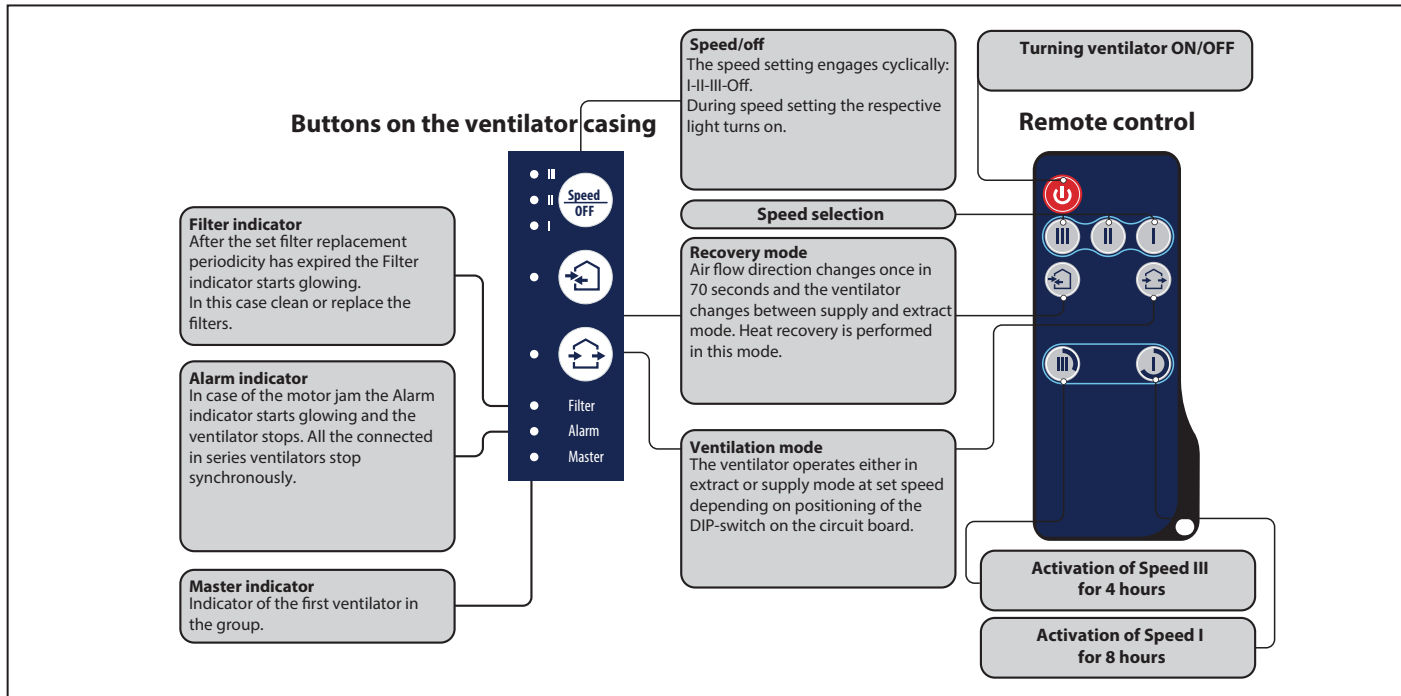 Buttons on the ventilator casing
III
II
I
Speed
OFF
Filter
Alarm
Master
Filter indicator
After the set filter replacement
periodicity has expired the Filter
indicator starts glowing.
In this case clean or replace the
filters.
Alarm indicator
In case of the motor jam the Alarm
indicator starts glowing and the
ventilator stops. All the connected
in series ventilators stop
synchronously.
Master indicator
Indicator of the first ventilator in
the group.
Speed/off
The speed setting engages cyclically:
I-II-III-Off.
During speed setting the respective
light turns on.
Speed selection
Recovery mode
Air flow direction changes once in
70 seconds and the ventilator
changes between supply and extract
mode. Heat recovery is performed
in this mode.
Ventilation mode
The ventilator operates either in
extract or supply mode at set speed
depending on positioning of the
DIP-switch on the circuit board.
Turning ventilator ON/OFF
Remote control
III II I
III I
Activation of Speed III
for 4 hours
Activation of Speed I
for 8 hours